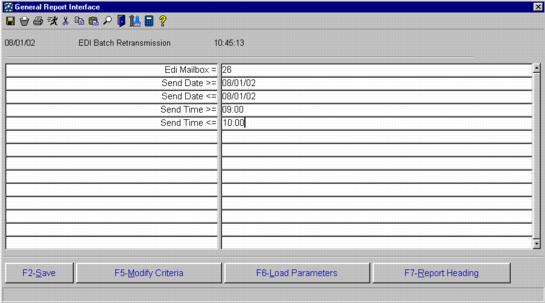 General Report Interface
08/01/02 EDI Batch Retransmission 10:45:13
Edi Mailbox = 26
Send Date >= 08/01/02
Send Date <= 08/01/02
Send Time >= 09:00
Send Time <= 10:00
F2-Save F5-Modify Criteria F6-Load Parameters F7-Report Heading